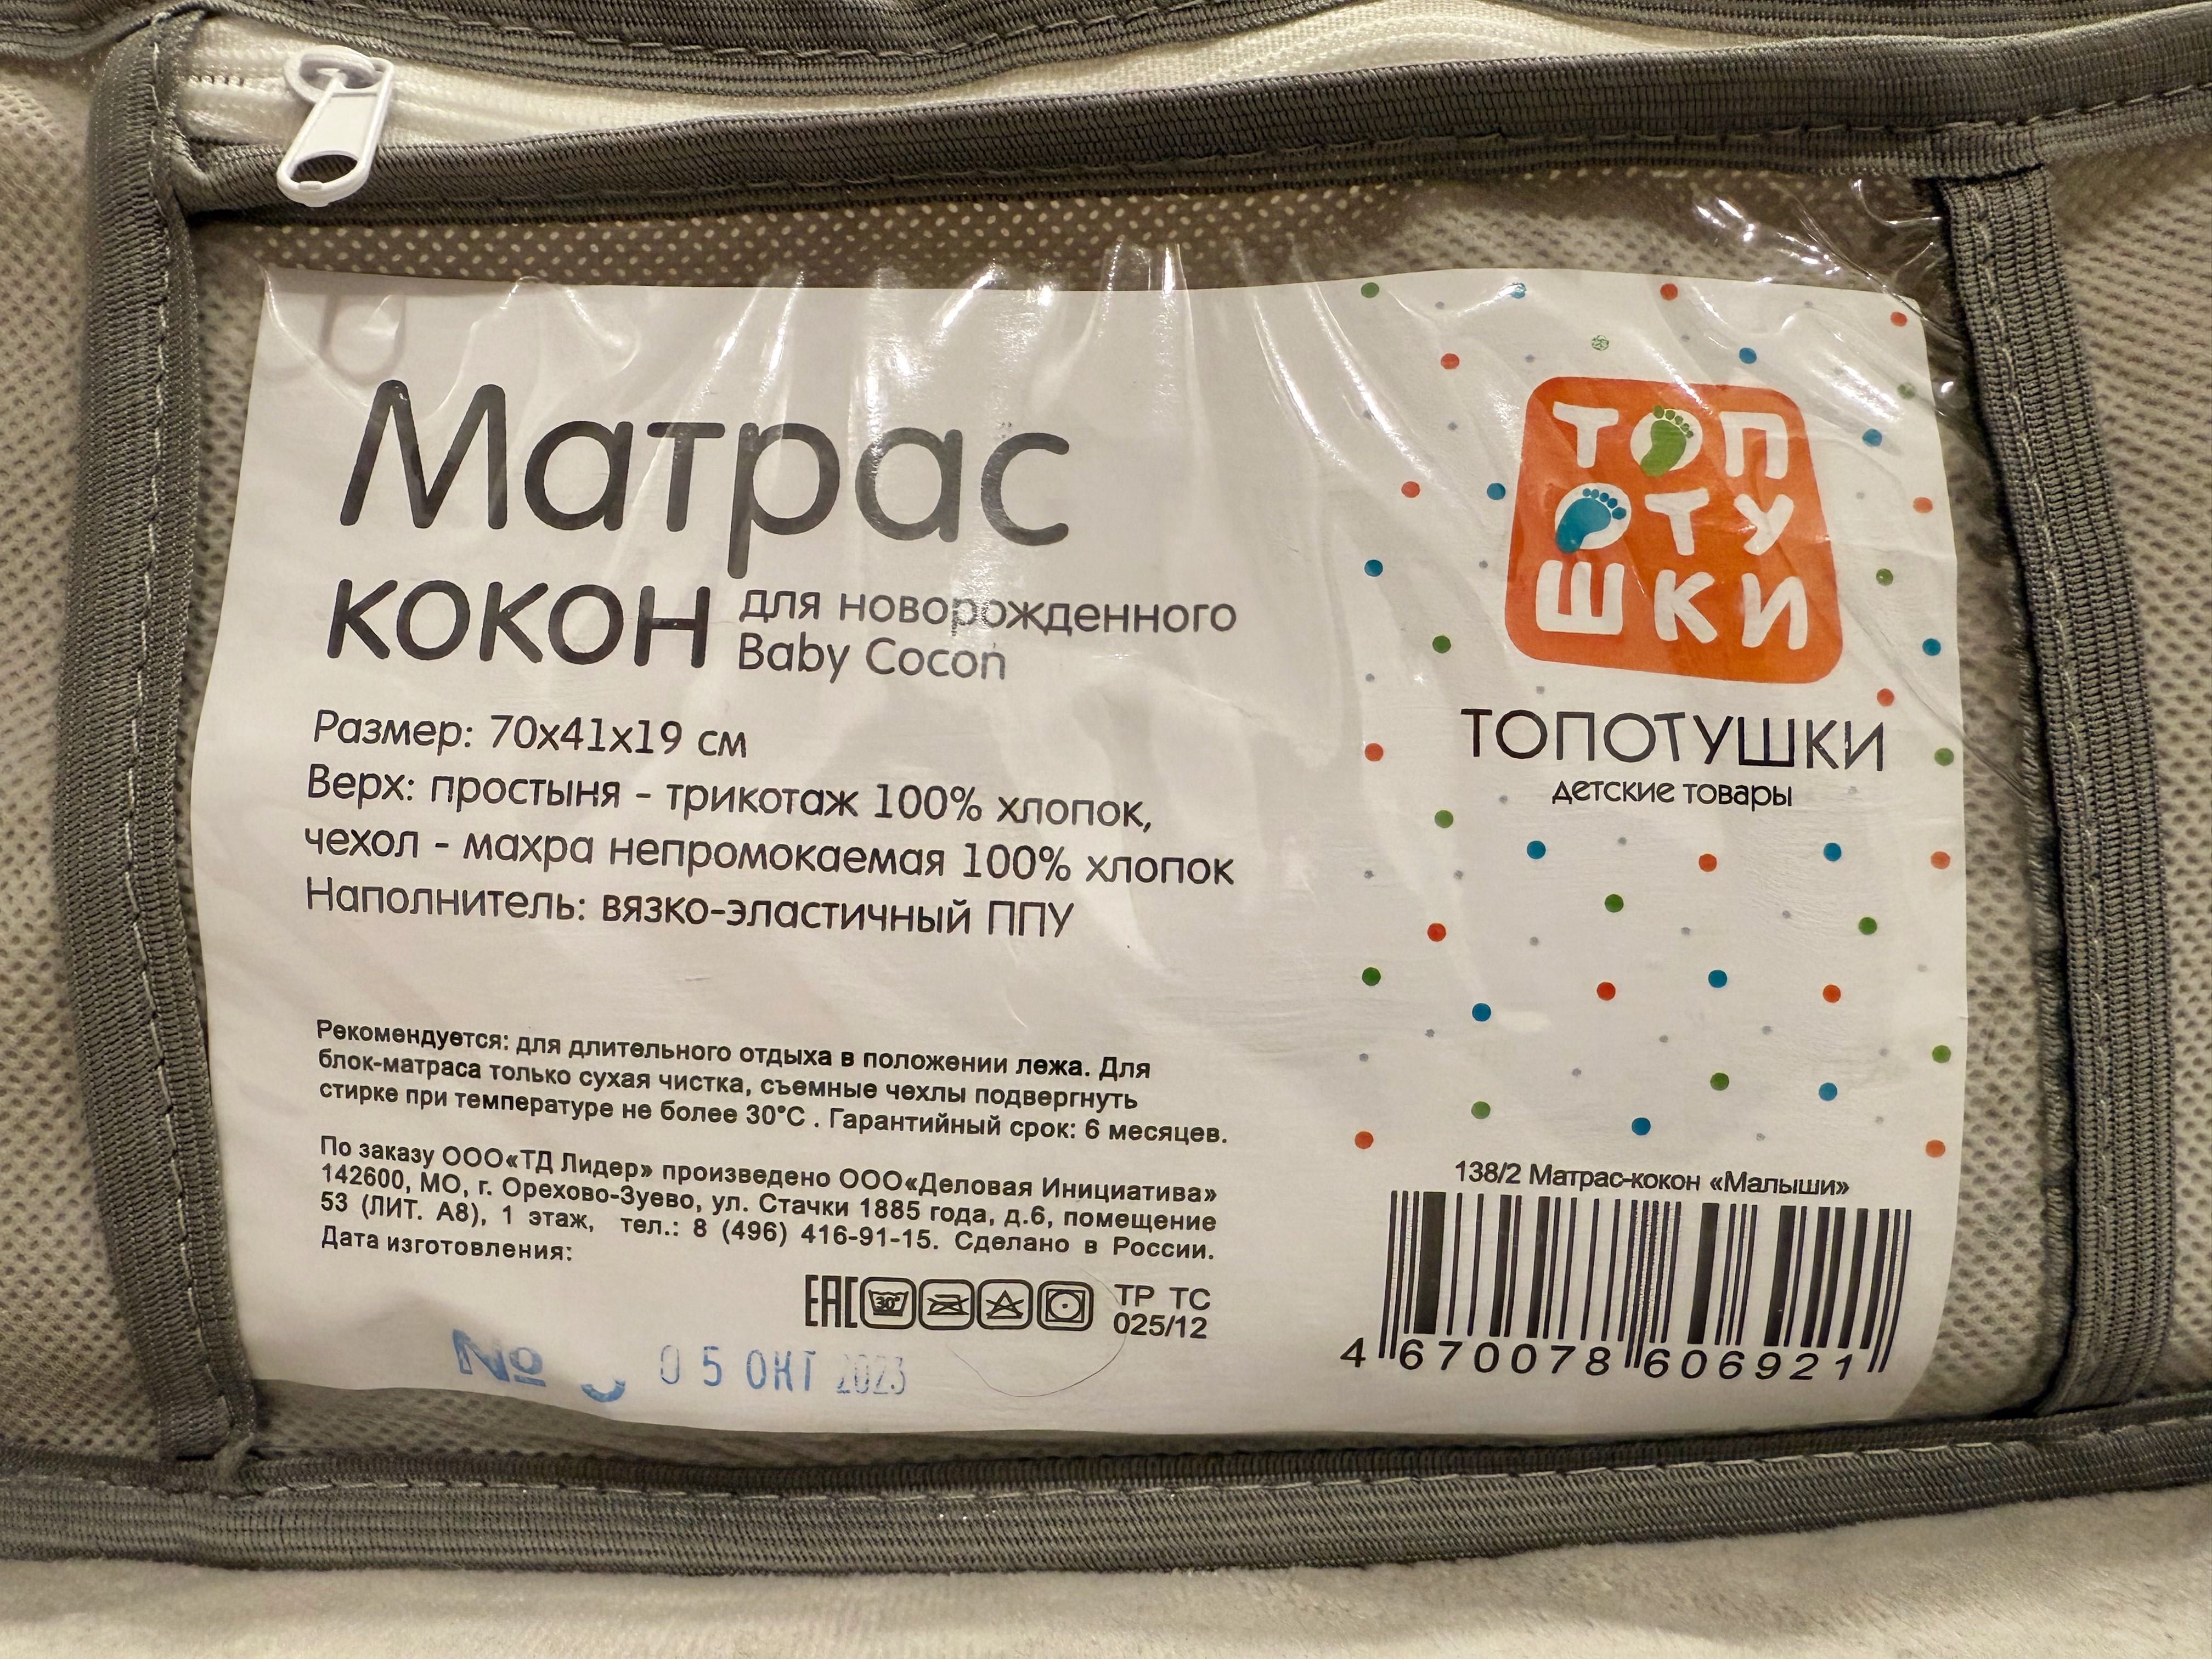 Матрас
кокон для новорожденного
Baby Cocon
Размер: 70х41х19 см
Верх: простыня - трикотаж 100% хлопок,
чехол - махра непромокаемая 100% хлопок
Наполнитель: вязко-эластичный ППУ
Рекомендуется: для длительного отдыха в положении лежа. Для
блок-матраса только сухая чистка, съемные чехлы подвергнуть
стирке при температуре не более 30°С . Гарантийный срок: 6 месяцев.
По заказу ООО«ТД Лидер» произведено ООО«Деловая Инициатива»
142600, МО, г. Орехово-Зуево, ул. Стачки 1885 года, д.6, помещение
53 (ЛИТ. А8), 1 этаж, тел.: 8 (496) 416-91-15. Сделано в России.
Дата изготовления:
EAC 30° ТР ТС
025/12
№ 05 ОКТ 2023
ТОП
ОТУ
ШКИ
ТОПОТУШКИ
детские товары
138/2 Матрас-кокон «Малыши»
4 670078 606921